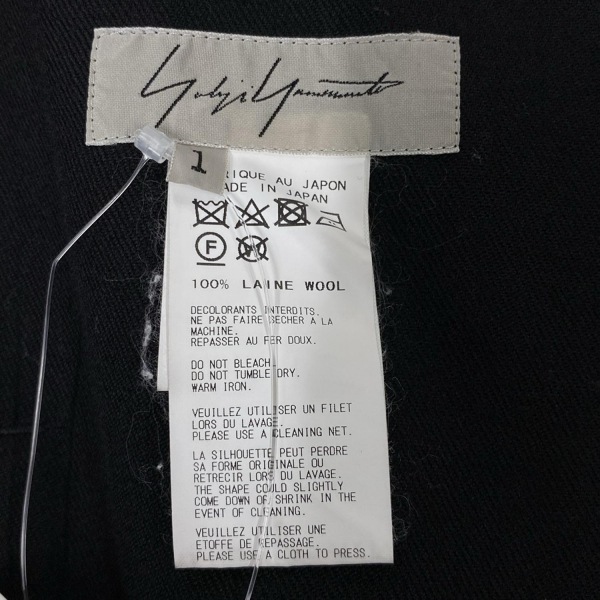 Yohji Yamamoto
1
RIQUE AU JAPON
ADE IN JAPAN
F
W
100% LAINE WOOL
DECOLORANTS INTERDITS.
NE PAS FAIRE SECHER A LA
MACHINE.
REPASSER AU FER DOUX.
DO NOT BLEACH.
DO NOT TUMBLE DRY.
WARM IRON.
VEUILLEZ UTILISER UN FILET
LORS DU LAVAGE.
PLEASE USE A CLEANING NET.
LA SILHOUETTE PEUT PERDRE
SA FORME ORIGINALE OU
RETRECIR LORS DU LAVAGE.
THE SHAPE COULD SLIGHTLY
COME DOWN OF SHRINK IN THE
EVENT OF CLEANING.
VEUILLEZ UTILISER UNE
ETOFFE DE REPASSAGE.
PLEASE USE A CLOTH TO PRESS.